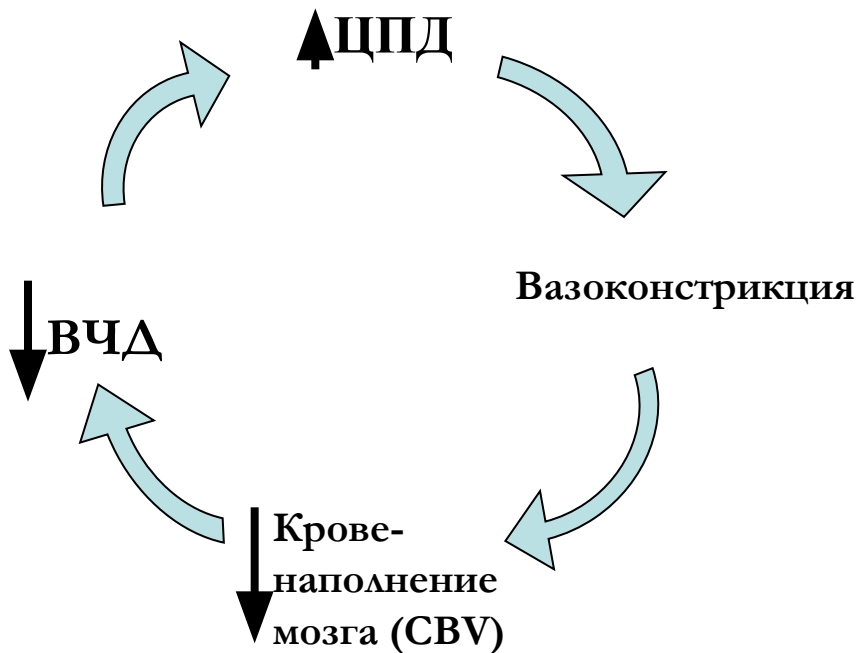 ЦПД
Вазоконстрикция
ВЧД
Крове-
наполнение
мозга (CBV)